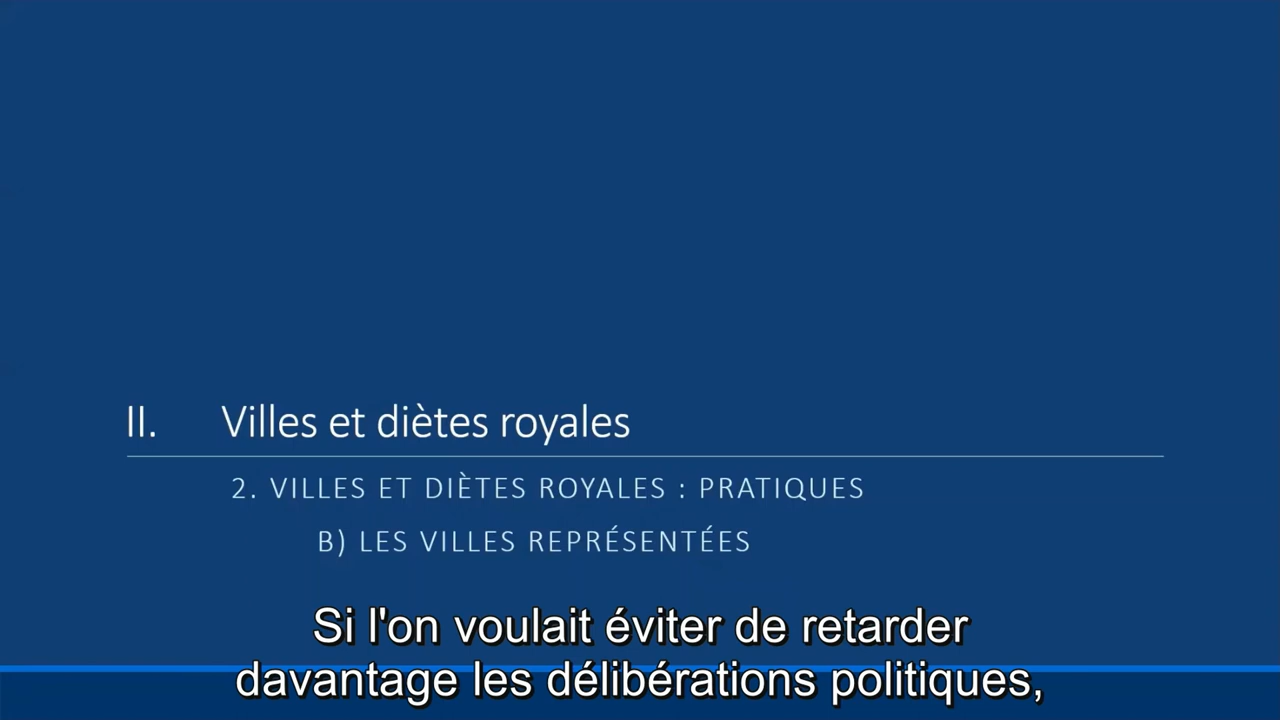 II. Villes et diètes royales
2. VILLES ET DIÈTES ROYALES : PRATIQUES
B) LES VILLES REPRÉSENTÉES
Si l'on voulait éviter de retarder
davantage les délibérations politiques,